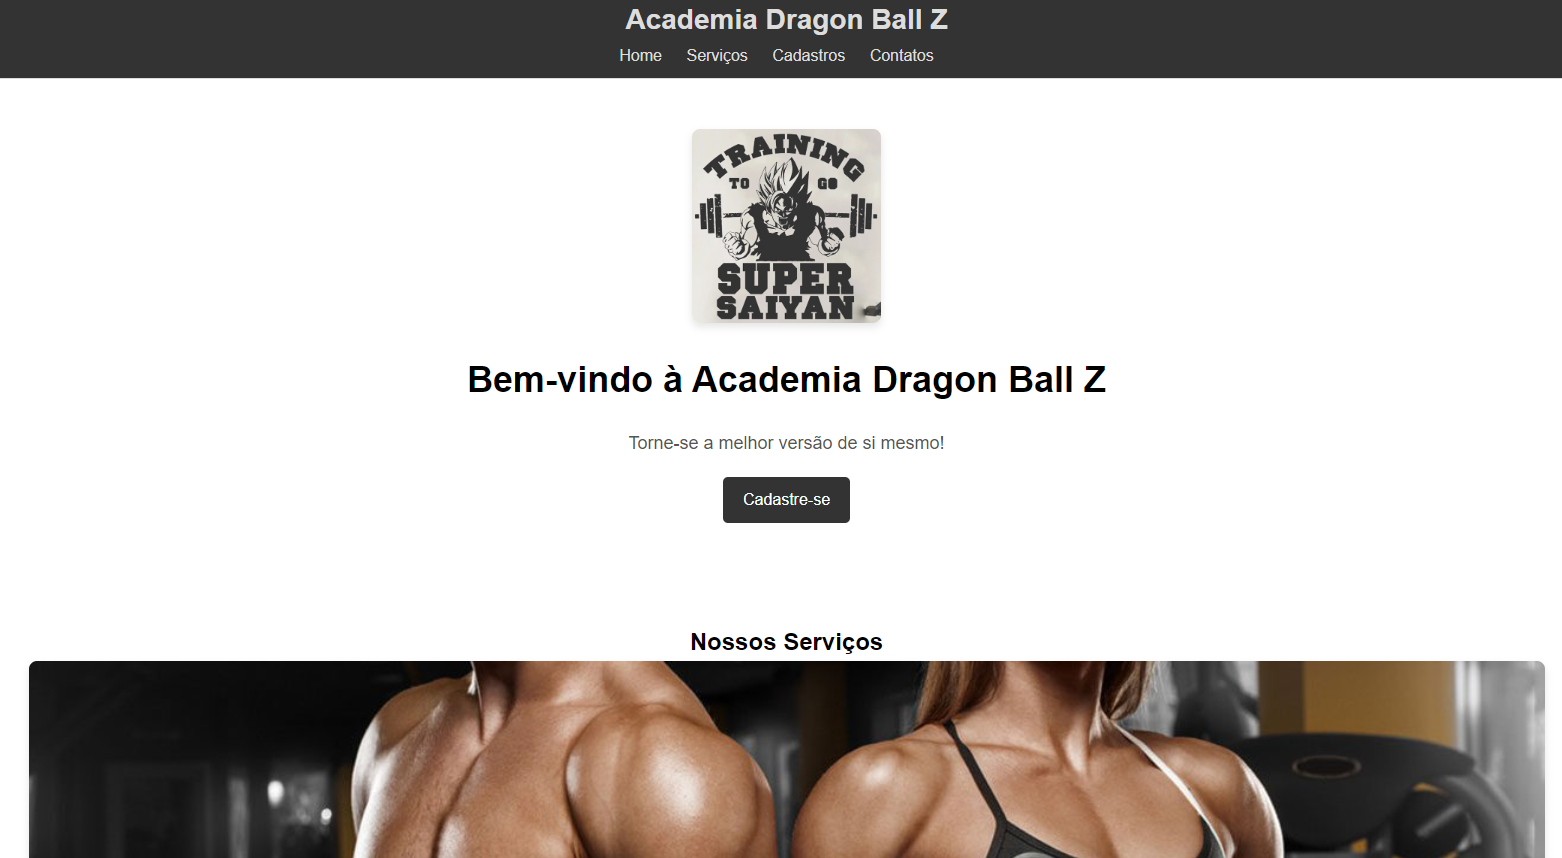 Academia Dragon Ball Z
Home Serviços Cadastros Contatos
TRAINING
TO GO
SUPER
SAIYAN
Bem-vindo à Academia Dragon Ball Z
Torne-se a melhor versão de si mesmo!
Cadastre-se
Nossos Serviços